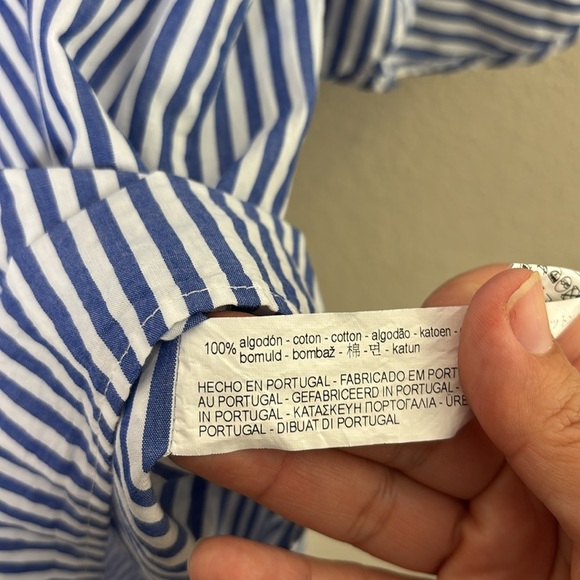 100% algodón - coton - cotton - algodão - katoen -
bomuld - bombaž - 棉 - 면 - katun
HECHO EN PORTUGAL - FABRICADO EM PORT
AU PORTUGAL - GEFABRICEERD IN PORTUGAL -
IN PORTUGAL - ΚΑΤΑΣΚΕΥΗ ΠΟΡΤΟΓΑΛΙΑ -
PORTUGAL - DIBUAT DI PORTUGAL